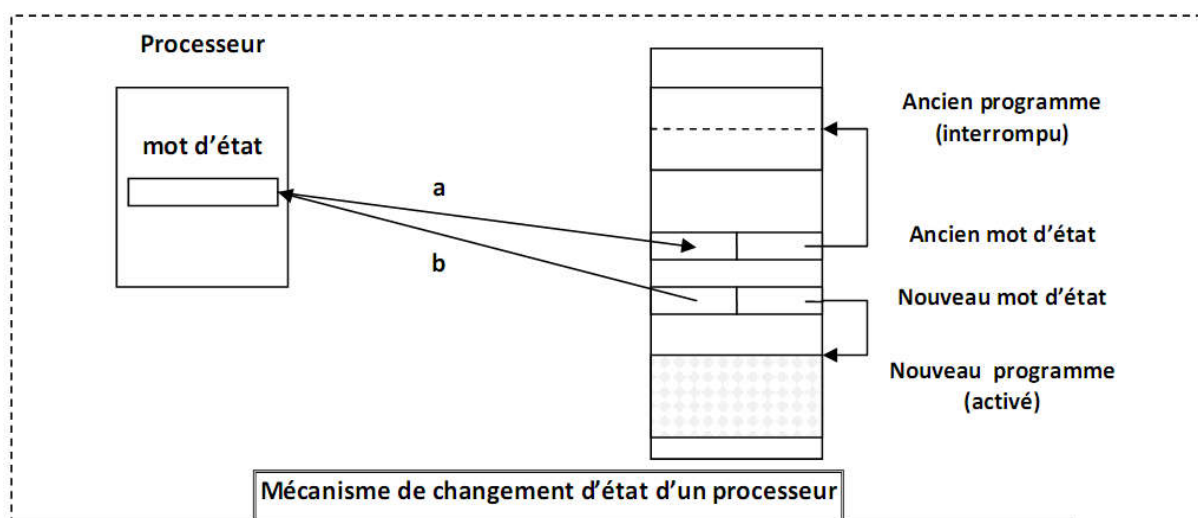 Processeur
mot d'état
a
b
Ancien programme
(interrompu)
Ancien mot d'état
Nouveau mot d'état
Nouveau programme
(activé)
Mécanisme de changement d'état d'un processeur